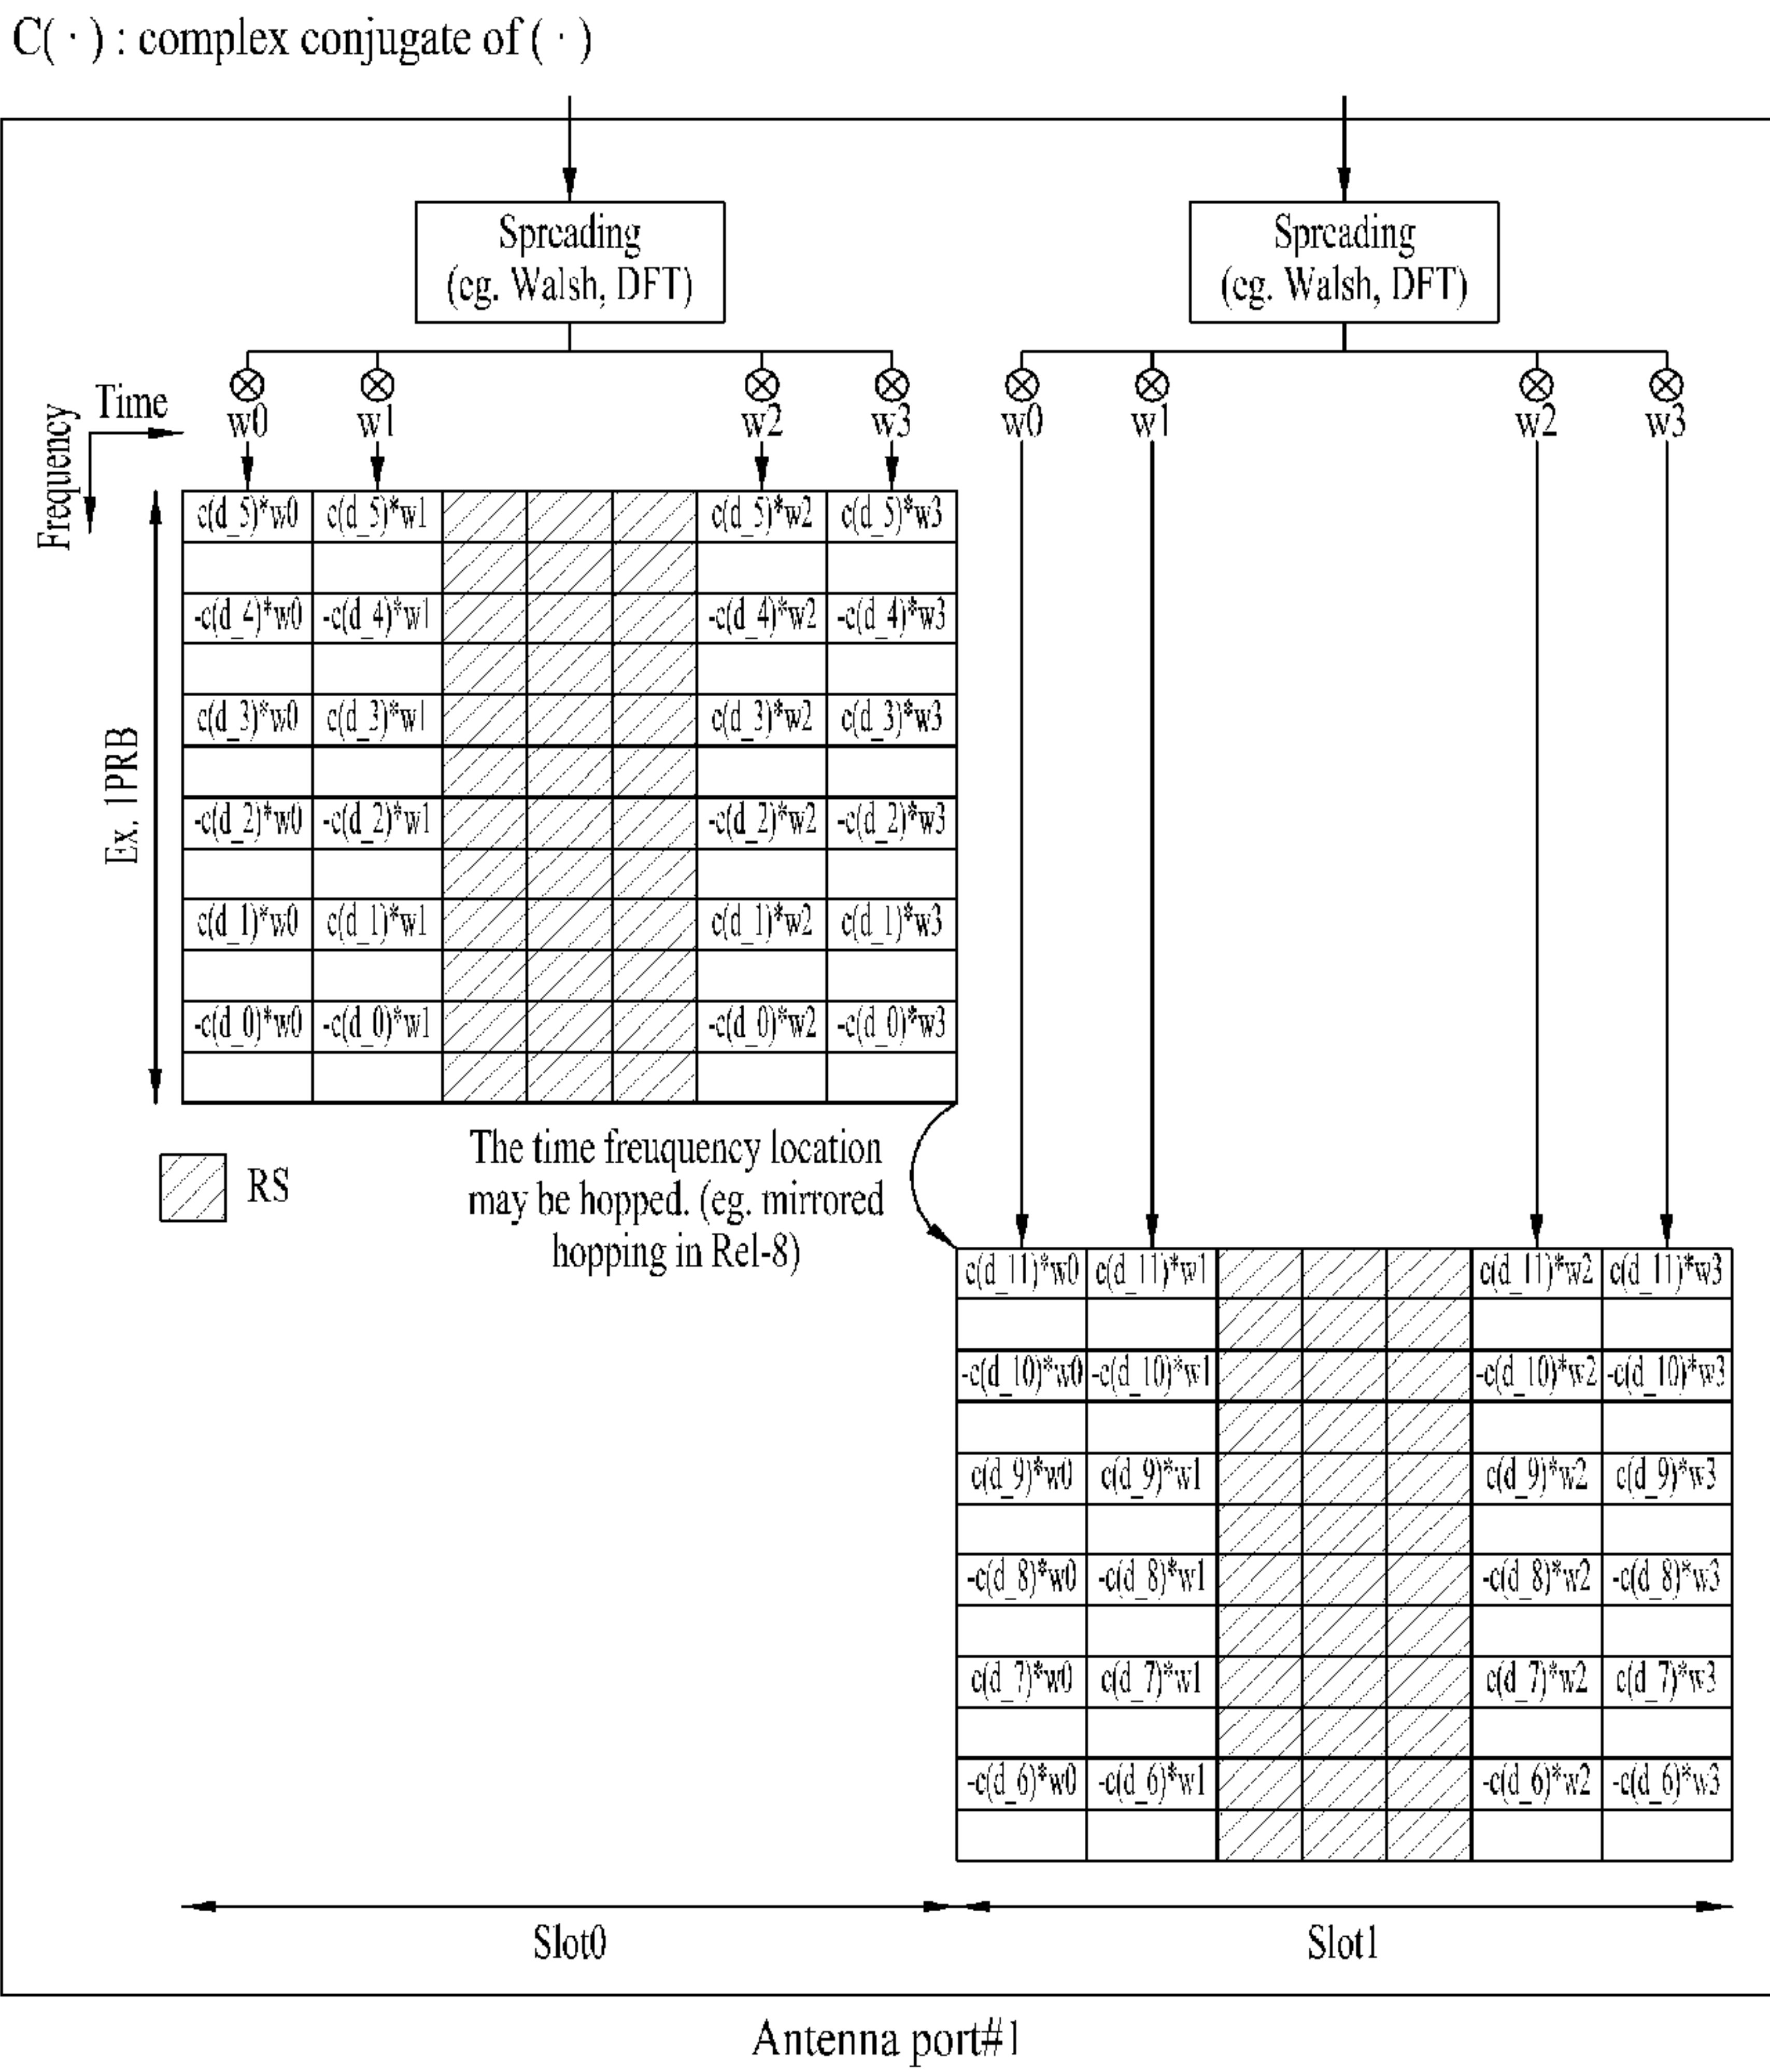 C( · ) : complex conjugate of ( · )
Spreading
(eg. Walsh, DFT)
Spreading
(eg. Walsh, DFT)
Time
Frequency
w0 w1 w2 w3 w0 w1 w2 w3
c(d_5)*w0 c(d_5)*w1 c(d_5)*w2 c(d_5)*w3
-c(d_4)*w0 -c(d_4)*w1 -c(d_4)*w2 -c(d_4)*w3
c(d_3)*w0 c(d_3)*w1 c(d_3)*w2 c(d_3)*w3
Ex. 1PRB
-c(d_2)*w0 -c(d_2)*w1 -c(d_2)*w2 -c(d_2)*w3
c(d_1)*w0 c(d_1)*w1 c(d_1)*w2 c(d_1)*w3
-c(d_0)*w0 -c(d_0)*w1 -c(d_0)*w2 -c(d_0)*w3
RS
The time freuquency location
may be hopped. (eg. mirrored
hopping in Rel-8)
c(d_11)*w0 c(d_11)*w1 c(d_11)*w2 c(d_11)*w3
-c(d_10)*w0 -c(d_10)*w1 -c(d_10)*w2 -c(d_10)*w3
c(d_9)*w0 c(d_9)*w1 c(d_9)*w2 c(d_9)*w3
-c(d_8)*w0 -c(d_8)*w1 -c(d_8)*w2 -c(d_8)*w3
c(d_7)*w0 c(d_7)*w1 c(d_7)*w2 c(d_7)*w3
-c(d_6)*w0 -c(d_6)*w1 -c(d_6)*w2 -c(d_6)*w3
Slot0 Slot1
Antenna port#1